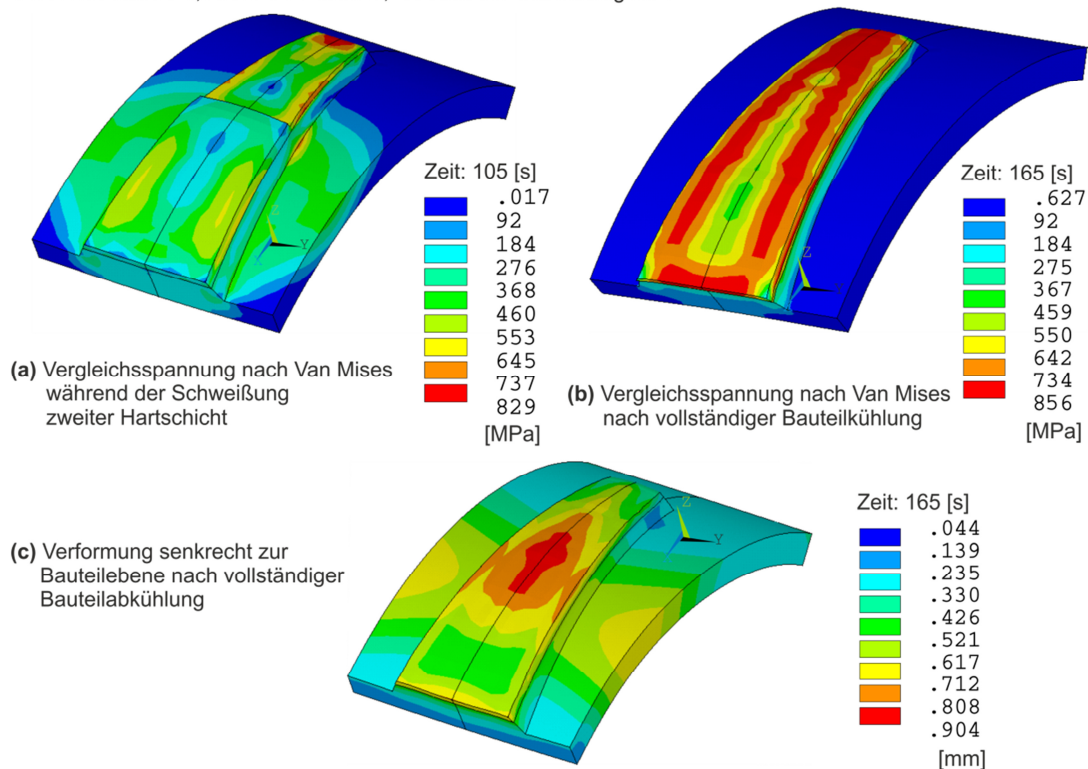 Zeit: 105 [s]
.017
92
184
276
368
460
553
645
737
829
[MPa]
Z
Y
(a) Vergleichsspannung nach Van Mises
während der Schweißung
zweiter Hartschicht
Zeit: 165 [s]
.627
92
184
275
367
459
550
642
734
856
[MPa]
Z
(b) Vergleichsspannung nach Van Mises
nach vollständiger Bauteilkühlung
(c) Verformung senkrecht zur
Bauteilebene nach vollständiger
Bauteilabkühlung
Z
Y
Zeit: 165 [s]
.044
.139
.235
.330
.426
.521
.617
.712
.808
.904
[mm]